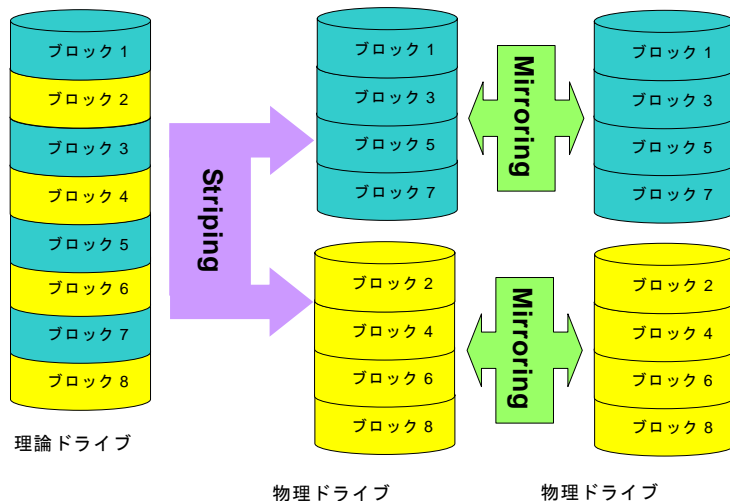 ブロック 1
ブロック 2
ブロック 3
ブロック 4
ブロック 5
ブロック 6
ブロック 7
ブロック 8
理論ドライブ
Striping
ブロック 1
ブロック 3
ブロック 5
ブロック 7
Mirroring
ブロック 1
ブロック 3
ブロック 5
ブロック 7
ブロック 2
ブロック 4
ブロック 6
ブロック 8
Mirroring
ブロック 2
ブロック 4
ブロック 6
ブロック 8
物理ドライブ
物理ドライブ